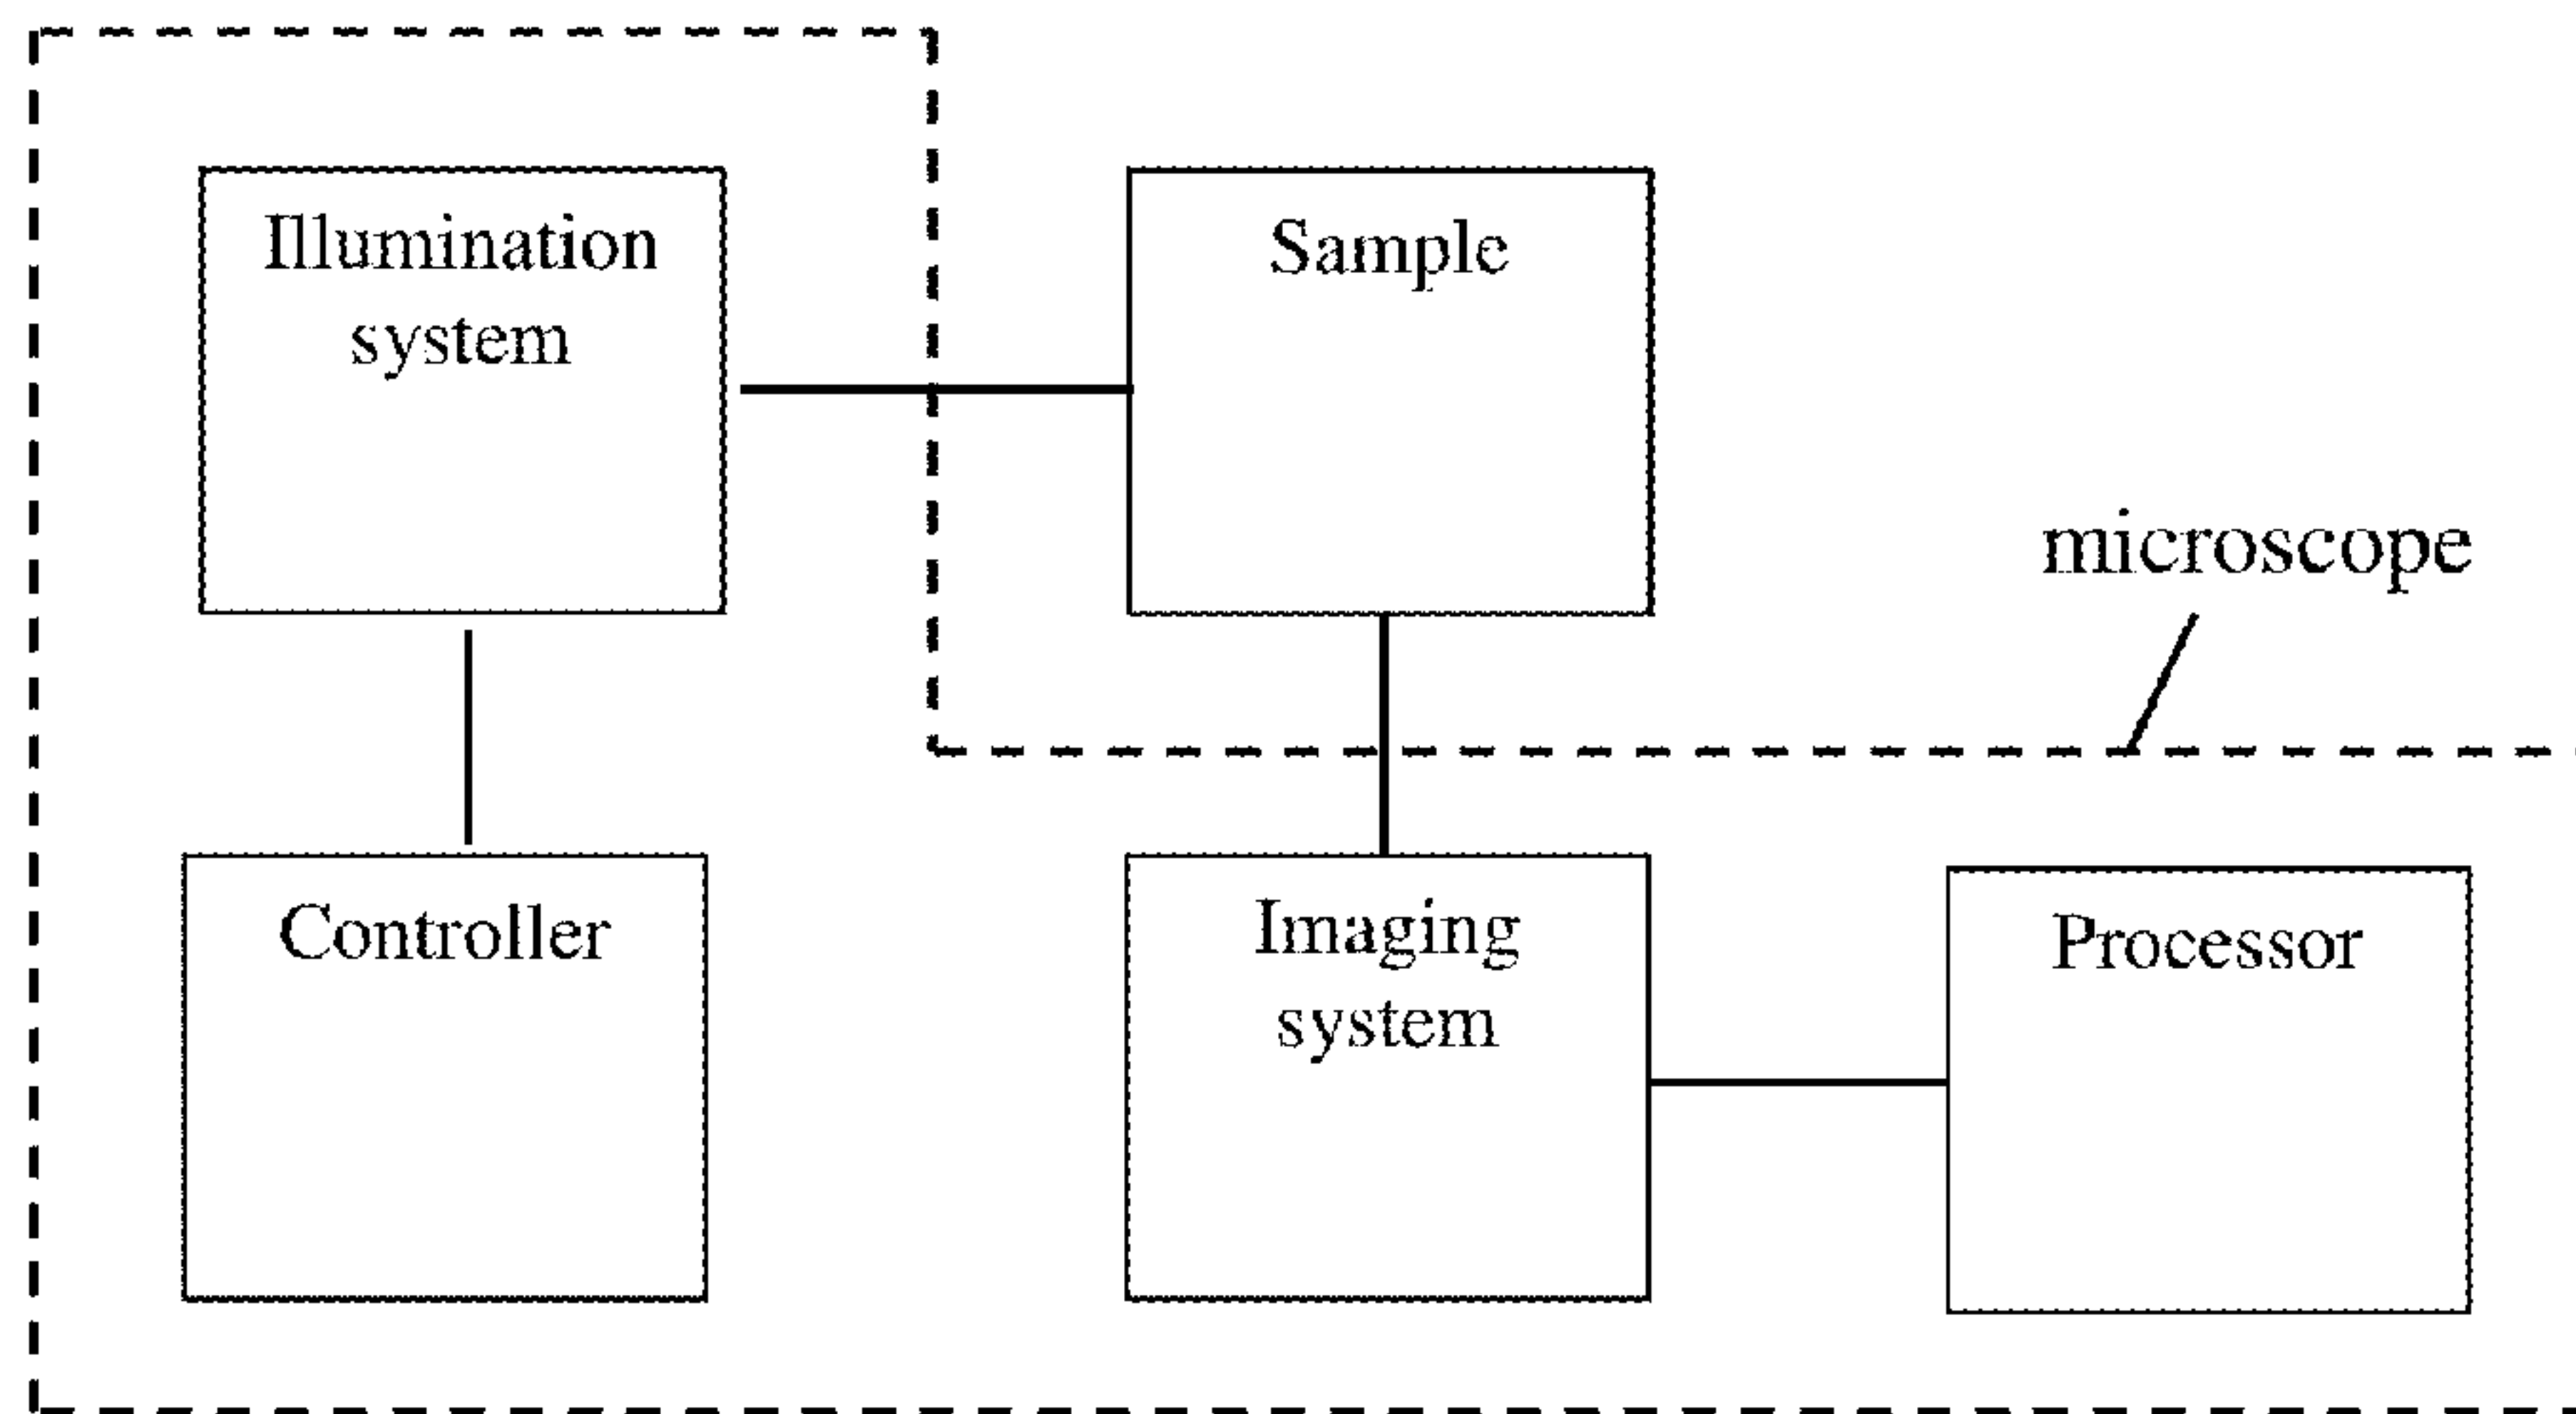 Illumination
system
Sample
microscope
Controller
Imaging
system
Processor